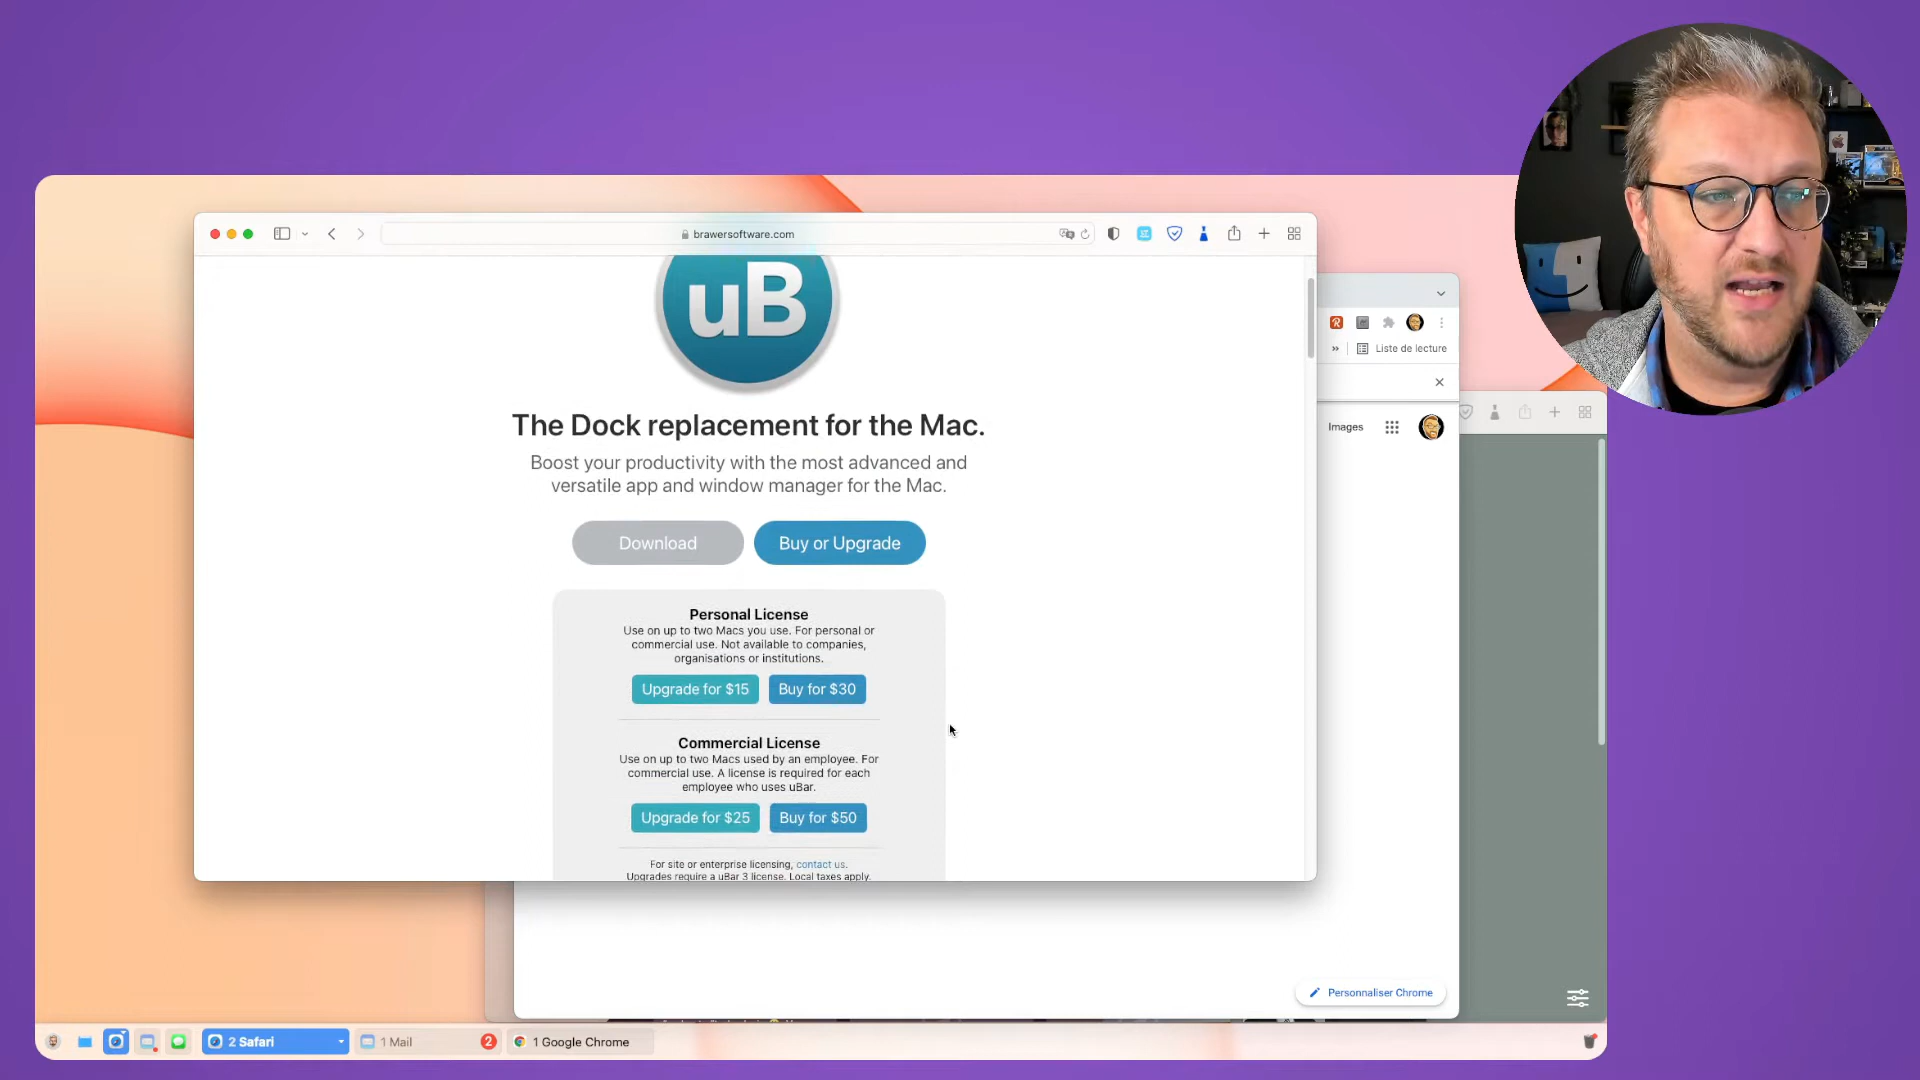 brawersoftware.com
uB
The Dock replacement for the Mac.
Boost your productivity with the most advanced and
versatile app and window manager for the Mac.
Download
Buy or Upgrade
Personal License
Use on up to two Macs you use. For personal or
commercial use. Not available to companies,
organisations or institutions.
Upgrade for $15
Buy for $30
Commercial License
Use on up to two Macs used by an employee. For
commercial use. A license is required for each
employee who uses uBar.
Upgrade for $25
Buy for $50
For site or enterprise licensing, contact us.
Upgrades require a uBar 3 license. Local taxes apply.
Liste de lecture
Images
Personnaliser Chrome
2 Safari
1 Mail
2
1 Google Chrome